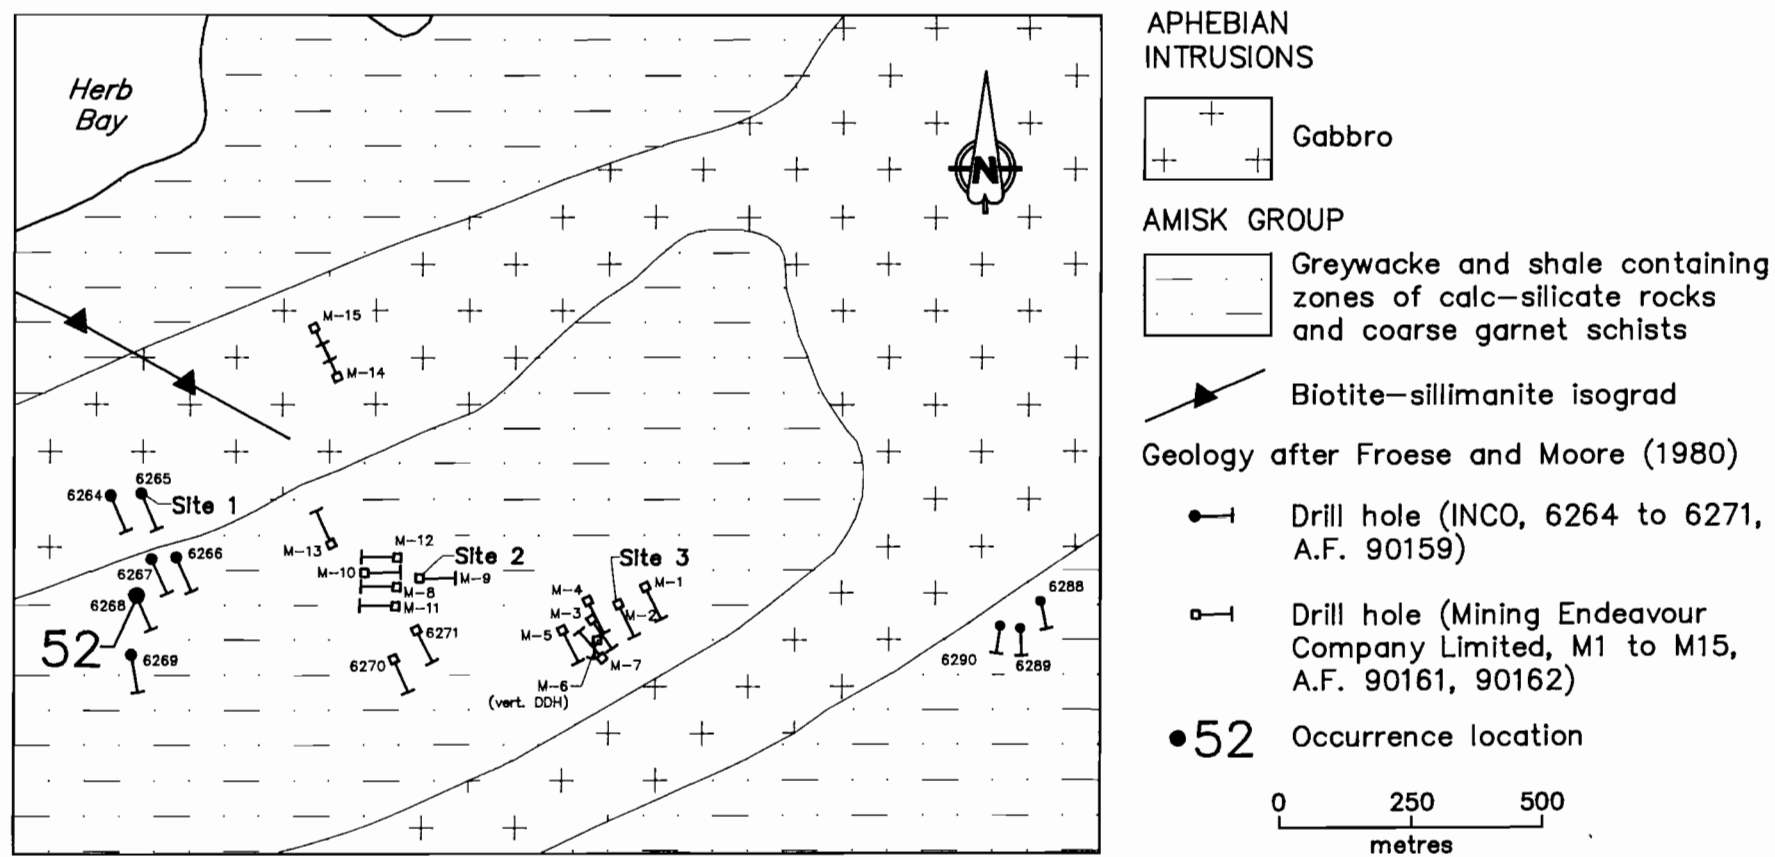 Herb
Bay
N
M-15
M-14
6265
6264
Site 1
M-13
M-12
Site 2
M-10
M-9
M-8
M-11
6266
6267
6268
52
6269
6271
6270
Site 3
M-4
M-1
M-3
M-2
M-5
M-7
M-6
(vert. DDH)
6288
6290
6289
APHEBIAN
INTRUSIONS
Gabbro
AMISK GROUP
Greywacke and shale containing
zones of calc-silicate rocks
and coarse garnet schists
Biotite-sillimanite isograd
Geology after Froese and Moore (1980)
Drill hole (INCO, 6264 to 6271,
A.F. 90159)
Drill hole (Mining Endeavour
Company Limited, M1 to M15,
A.F. 90161, 90162)
52 Occurrence location
0 250 500
metres